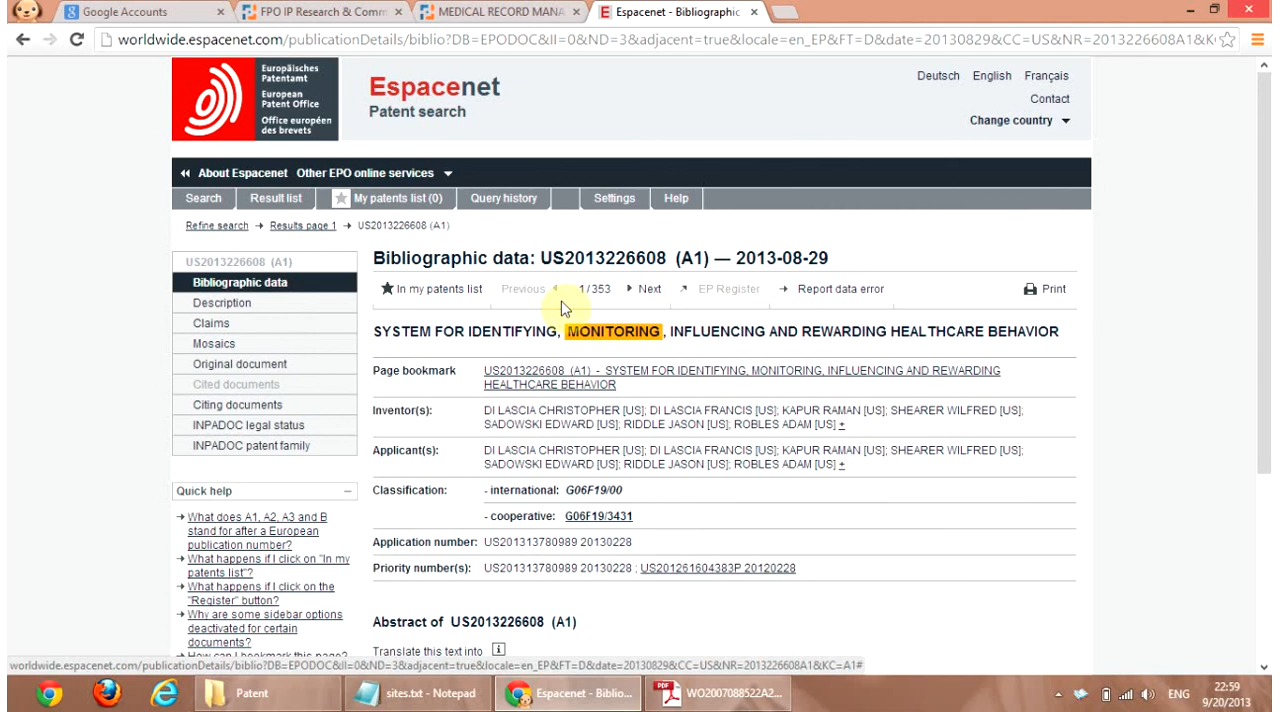 Google Accounts
FPO IP Research & Comm
MEDICAL RECORD MANA
Espacenet - Bibliographic
worldwide.espacenet.com/publicationDetails/biblio?DB=EPODOC&II=0&ND=3&adjacent=true&locale=en_EP&FT=D&date=20130829&CC=US&NR=2013226608A1&K
Europäisches
Patentamt
European
Patent Office
Office européen
des brevets
Espacenet
Patent search
Deutsch English Français
Contact
Change country
About Espacenet Other EPO online services
Search Result list My patents list (0) Query history Settings Help
Refine search → Results page 1 → US2013226608 (A1)
US2013226608 (A1)
Bibliographic data
Description
Claims
Mosaics
Original document
Cited documents
Citing documents
INPADOC legal status
INPADOC patent family
Quick help
→ What does A1, A2, A3 and B
stand for after a European
publication number?
→ What happens if I click on "In my
patents list"?
→ What happens if I click on the
"Register" button?
→ Why are some sidebar options
deactivated for certain
documents?
→ How can I bookmark this page?
Bibliographic data: US2013226608 (A1) — 2013-08-29
In my patents list Previous 1/353 Next EP Register → Report data error Print
SYSTEM FOR IDENTIFYING, MONITORING, INFLUENCING AND REWARDING HEALTHCARE BEHAVIOR
Page bookmark US2013226608 (A1) - SYSTEM FOR IDENTIFYING, MONITORING, INFLUENCING AND REWARDING
HEALTHCARE BEHAVIOR
Inventor(s): DI LASCIA CHRISTOPHER [US]; DI LASCIA FRANCIS [US]; KAPUR RAMAN [US]; SHEARER WILFRED [US];
SADOWSKI EDWARD [US]; RIDDLE JASON [US]; ROBLES ADAM [US] +
Applicant(s): DI LASCIA CHRISTOPHER [US]; DI LASCIA FRANCIS [US]; KAPUR RAMAN [US]; SHEARER WILFRED [US];
SADOWSKI EDWARD [US]; RIDDLE JASON [US]; ROBLES ADAM [US] +
Classification: - international: G06F19/00
- cooperative: G06F19/3431
Application number: US201313780989 20130228
Priority number(s): US201313780989 20130228 ; US201261604383P 20120228
Abstract of US2013226608 (A1)
Translate this text into i
worldwide.espacenet.com/publicationDetails/biblio?DB=EPODOC&II=0&ND=3&adjacent=true&locale=en_EP&FT=D&date=20130829&CC=US&NR=2013226608A1&KC=A1#
Patent
sites.txt - Notepad
Espacenet - Biblio...
WO2007088522A2...
ENG
22:59
9/20/2013